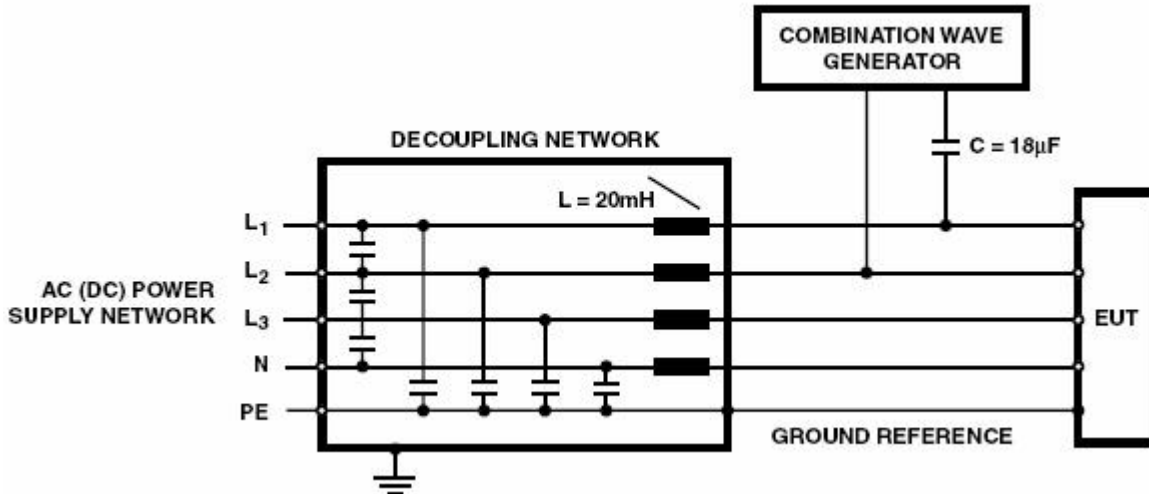 COMBINATION WAVE
GENERATOR
DECOUPLING NETWORK
C = 18μF
L = 20mH
L1
L2
AC (DC) POWER
SUPPLY NETWORK
L3
EUT
N
PE
GROUND REFERENCE